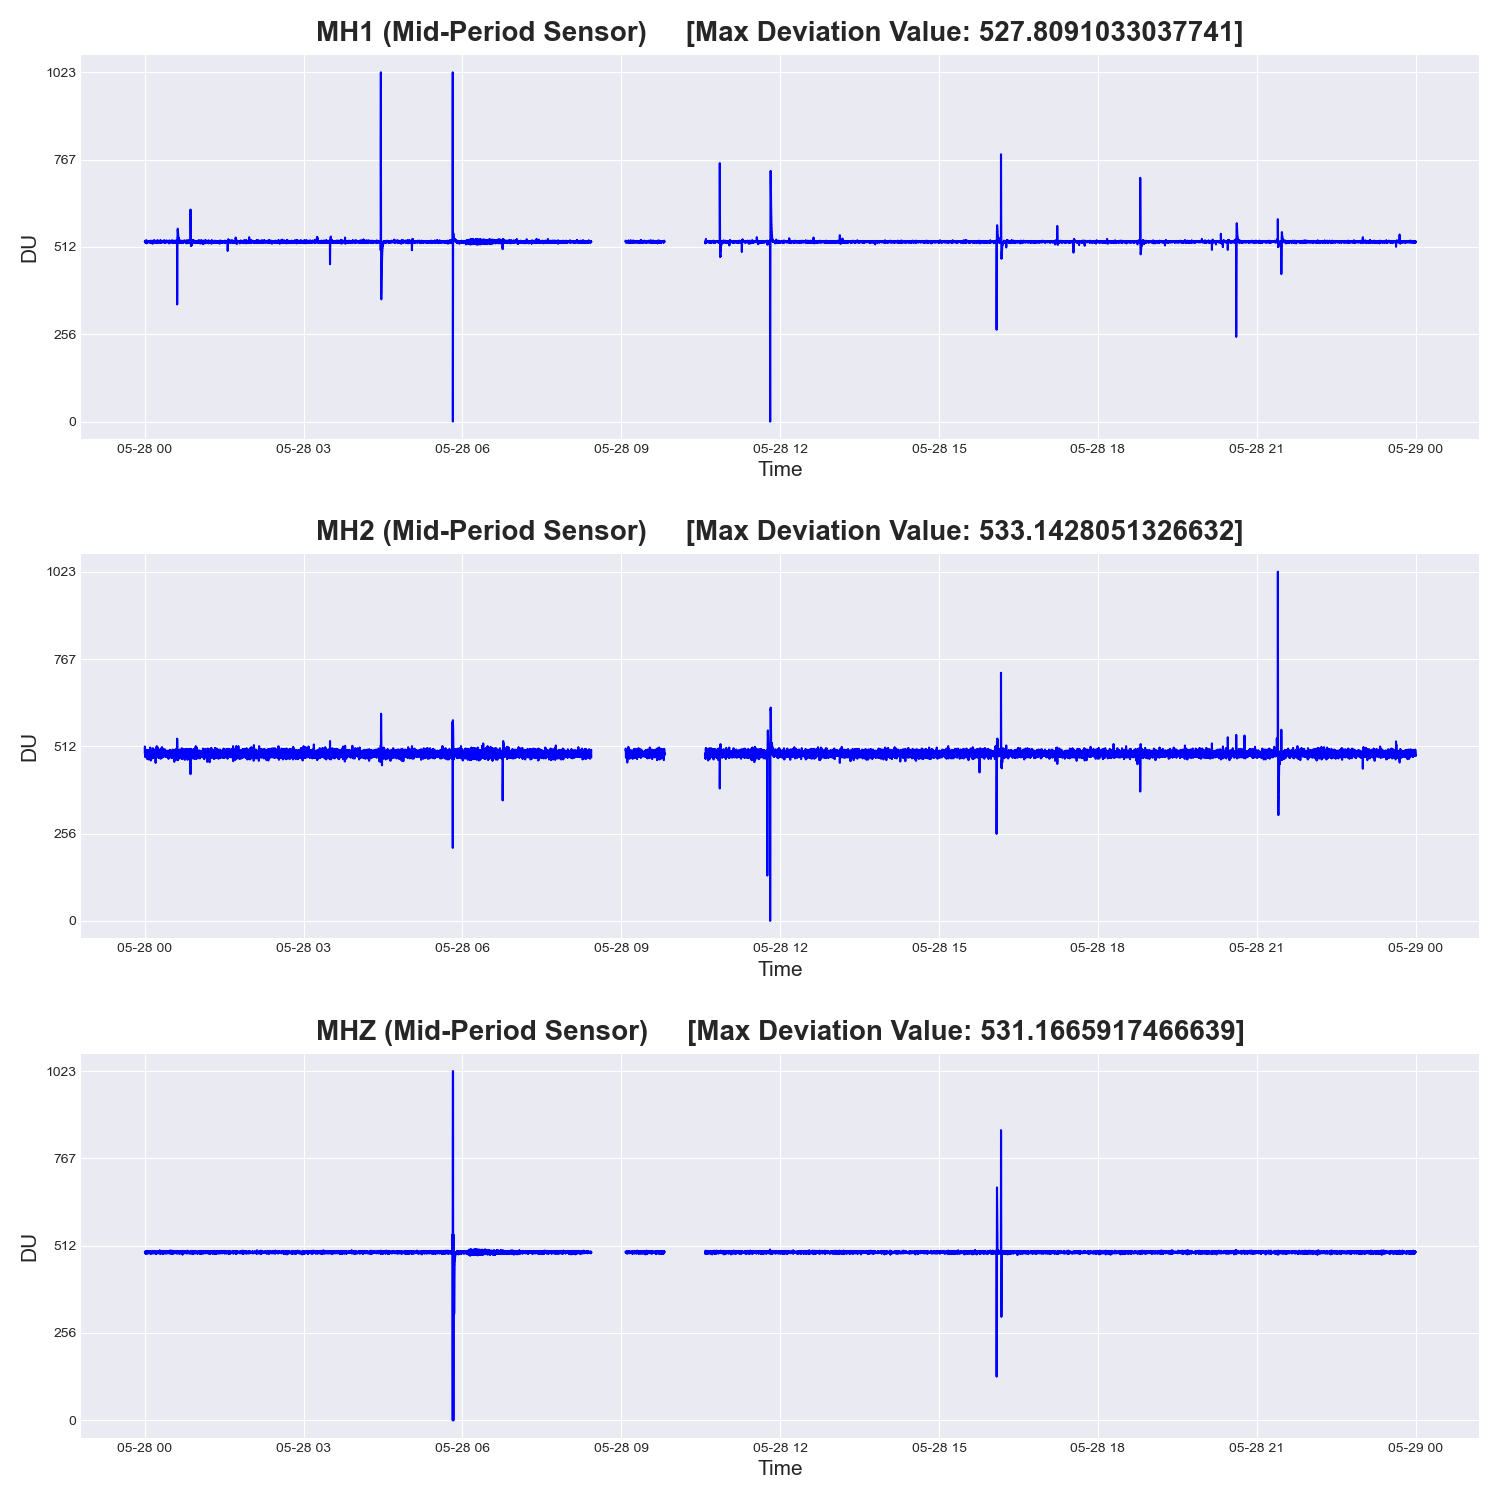 MH1 (Mid-Period Sensor) [Max Deviation Value: 527.8091033037741]
1023
767
512
256
0
DU
05-28 00 05-28 03 05-28 06 05-28 09 05-28 12 05-28 15 05-28 18 05-28 21 05-29 00
Time
MH2 (Mid-Period Sensor) [Max Deviation Value: 533.1428051326632]
1023
767
512
256
0
DU
05-28 00 05-28 03 05-28 06 05-28 09 05-28 12 05-28 15 05-28 18 05-28 21 05-29 00
Time
MHZ (Mid-Period Sensor) [Max Deviation Value: 531.1665917466639]
1023
767
512
256
0
DU
05-28 00 05-28 03 05-28 06 05-28 09 05-28 12 05-28 15 05-28 18 05-28 21 05-29 00
Time